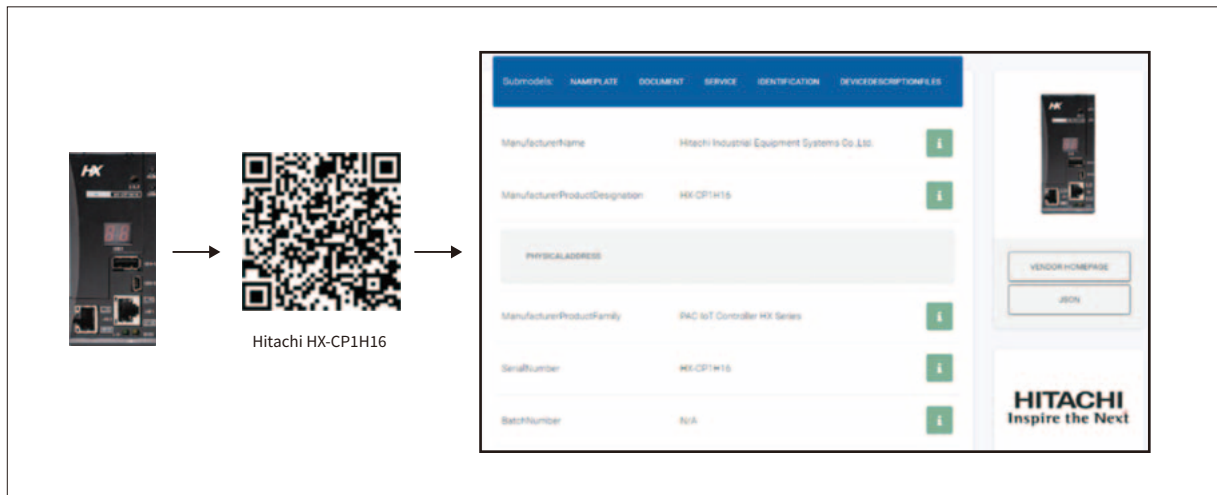 HX
Hitachi HX-CP1H16
Submodels: NAMEPLATE DOCUMENT SERVICE IDENTIFICATION DEVICEDESCRIPTIONFILES
ManufacturerName Hitachi Industrial Equipment Systems Co.,Ltd.
ManufacturerProductDesignation HX-CP1H16
PHYSICALADDRESS
ManufacturerProductFamily PAC IoT Controller HX Series
SerialNumber HX-CP1H16
BatchNumber N/A
HX
VENDOR HOMEPAGE
JSON
HITACHI
Inspire the Next